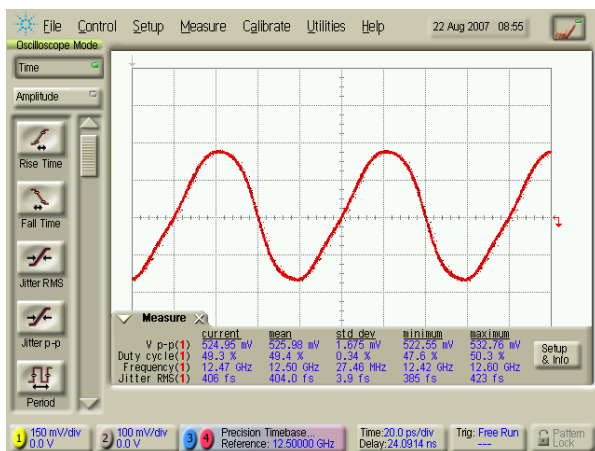 File Control Setup Measure Calibrate Utilities Help 22 Aug 2007 08:55
Oscilloscope Mode
Time
Amplitude
Rise Time
Fall Time
Jitter RMS
Jitter p-p
Period
Measure
current mean std dev minimum maximum
V p-p(1) 524.95 mV 525.98 mV 1.675 mV 522.55 mV 532.76 mV
Duty cycle(1) 49.3 % 49.4 % 0.34 % 47.6 % 50.3 %
Frequency(1) 12.47 GHz 12.50 GHz 27.46 MHz 12.42 GHz 12.60 GHz
Jitter RMS(1) 406 fs 404.0 fs 3.9 fs 385 fs 423 fs
Setup & Info
1 150 mV/div 0.0 V
2 100 mV/div 0.0 V
3 4 Precision Timebase...
Reference: 12.50000 GHz
Time:20.0 ps/div
Delay:24.0914 ns
Trig: Free Run
---
Pattern Lock